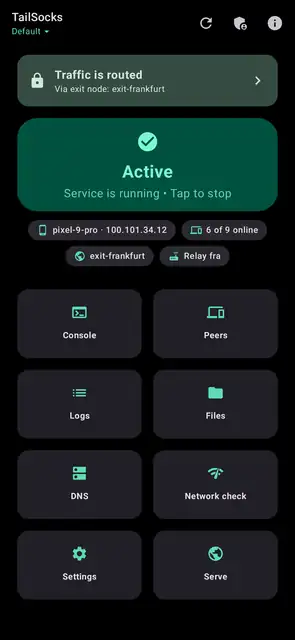 TailSocks
Default
Traffic is routed
Via exit node: exit-frankfurt
Active
Service is running • Tap to stop
pixel-9-pro · 100.101.34.12
6 of 9 online
exit-frankfurt
Relay fra
Console
Peers
Logs
Files
DNS
Network check
Settings
Serve